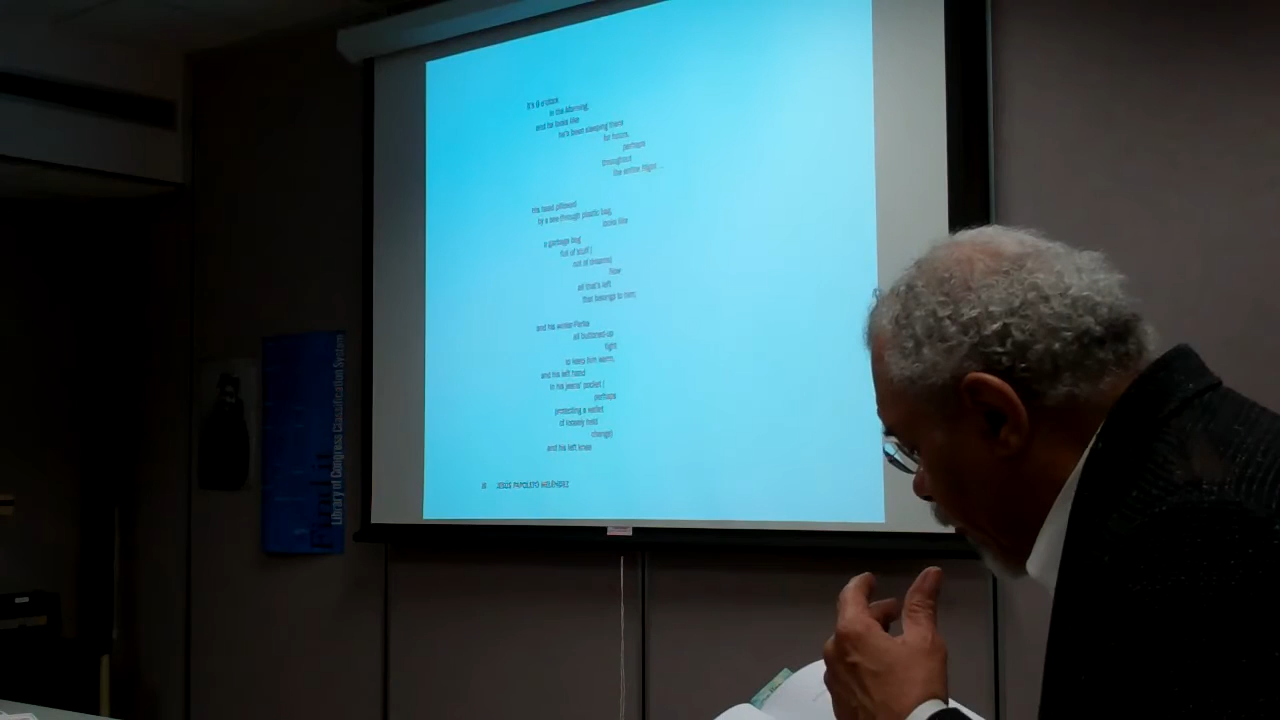 It's 6 o'clock
in the Morning,
and he looks like
he's been sleeping there
for hours,
perhaps
throughout
the entire Night ...
his head pillowed
by a see-through plastic bag,
looks like
a garbage bag
full of stuff (
out of dreams)
Now
all that's left
that belongs to him;
and his winter Parka
all buttoned-up
tight
to keep him warm,
and his left hand
in his jeans' pocket (
perhaps
protecting a wallet
of loosely held
change)
and his left knee
JESÚS PAPOLETO MELÉNDEZ
Find it
Library of Congress Classification System